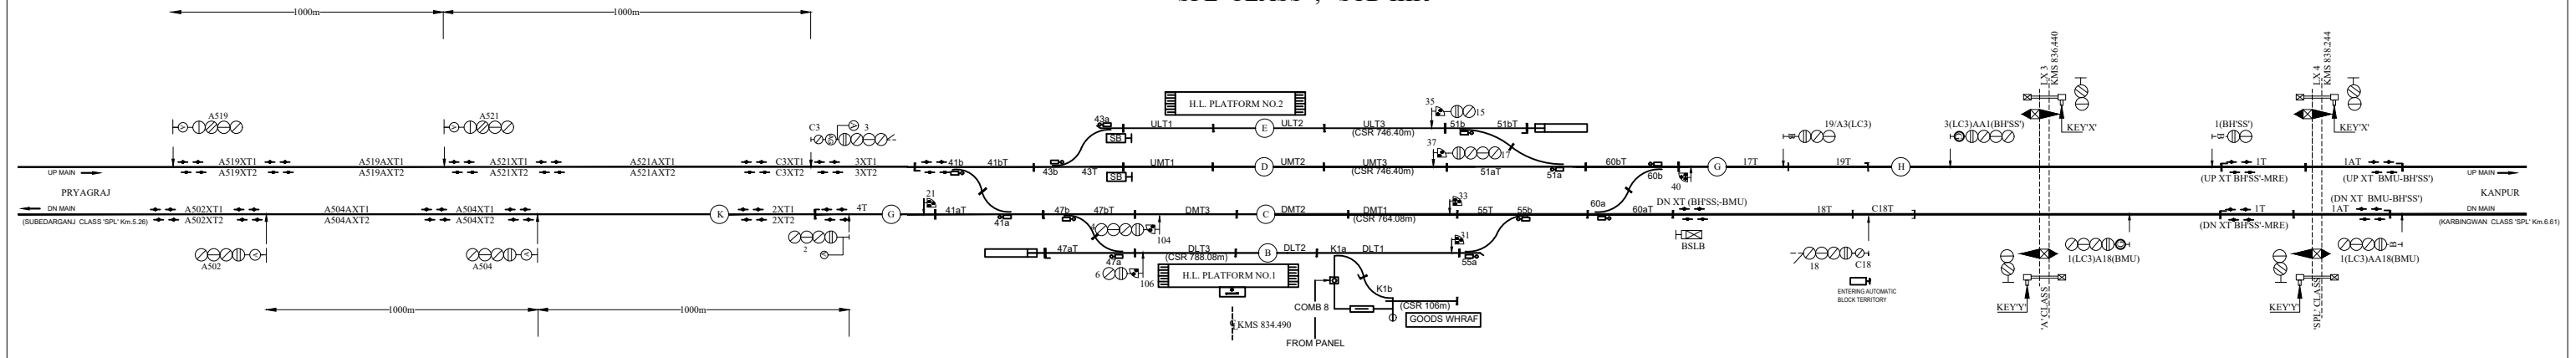 1000m
1000m
LX 3
KMS 836.440
LX 4
KMS 838.244
H.L. PLATFORM NO.2
A519
A521
C3
3
43a
ULT1
E
ULT2
ULT3
(CSR 746.40m)
35
15
51b
51bT
SB
19/A3(LC3)
3(LC3)AA1(BH'SS')
KEY'X'
1(BH'SS')
KEY'X'
UP MAIN
A519XT1
A519XT2
A519AXT1
A519AXT2
A521XT1
A521XT2
A521AXT1
A521AXT2
C3XT1
C3XT2
3XT1
3XT2
41b
41bT
43b
43T
UMT1
SB
D
UMT2
UMT3
(CSR 746.40m)
37
17
51aT
51a
60bT
60b
40
G
17T
19T
H
1T
(UP XT BH'SS'-MRE)
1AT
(UP XT BMU-BH'SS')
UP MAIN
PRYAGRAJ
KANPUR
DN MAIN
(SUBEDARGANJ CLASS 'SPL' Km.5.26)
A502XT1
A502XT2
A504AXT1
A504AXT2
A504XT1
A504XT2
K
2XT1
2XT2
4T
G
21
41aT
41a
47b
47bT
DMT3
C
DMT2
DMT1
(CSR 764.08m)
33
55T
55b
60a
60aT
DN XT (BH'SS;-BMU)
BSLB
18T
C18T
1T
(DN XT BH'SS'-MRE)
1AT
(DN XT BMU-BH'SS')
DN MAIN
(KARBINGWAN CLASS 'SPL' Km.6.61)
A502
A504
2
47aT
47a
4
104
6
106
DLT3
(CSR 788.08m)
B
DLT2
K1a
DLT1
31
55a
18
C18
1(LC3)A18(BMU)
1(LC3)AA18(BMU)
H.L. PLATFORM NO.1
KMS 834.490
COMB 8
K1b
(CSR 106m)
GOODS WHRAF
FROM PANEL
ENTERING AUTOMATIC
BLOCK TERRITORY
KEY'Y'
'A' CLASS
KEY'Y'
'SPL' CLASS
1000m
1000m